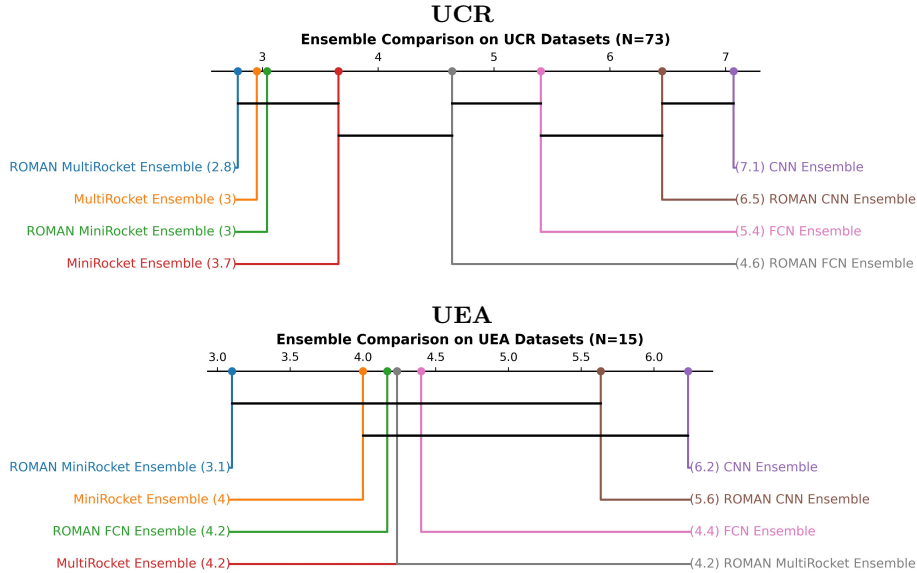 UCR
Ensemble Comparison on UCR Datasets (N=73)
3 4 5 6 7
ROMAN MultiRocket Ensemble (2.8) (7.1) CNN Ensemble
MultiRocket Ensemble (3) (6.5) ROMAN CNN Ensemble
ROMAN MiniRocket Ensemble (3) (5.4) FCN Ensemble
MiniRocket Ensemble (3.7) (4.6) ROMAN FCN Ensemble
UEA
Ensemble Comparison on UEA Datasets (N=15)
3.0 3.5 4.0 4.5 5.0 5.5 6.0
ROMAN MiniRocket Ensemble (3.1) (6.2) CNN Ensemble
MiniRocket Ensemble (4) (5.6) ROMAN CNN Ensemble
ROMAN FCN Ensemble (4.2) (4.4) FCN Ensemble
MultiRocket Ensemble (4.2) (4.2) ROMAN MultiRocket Ensemble